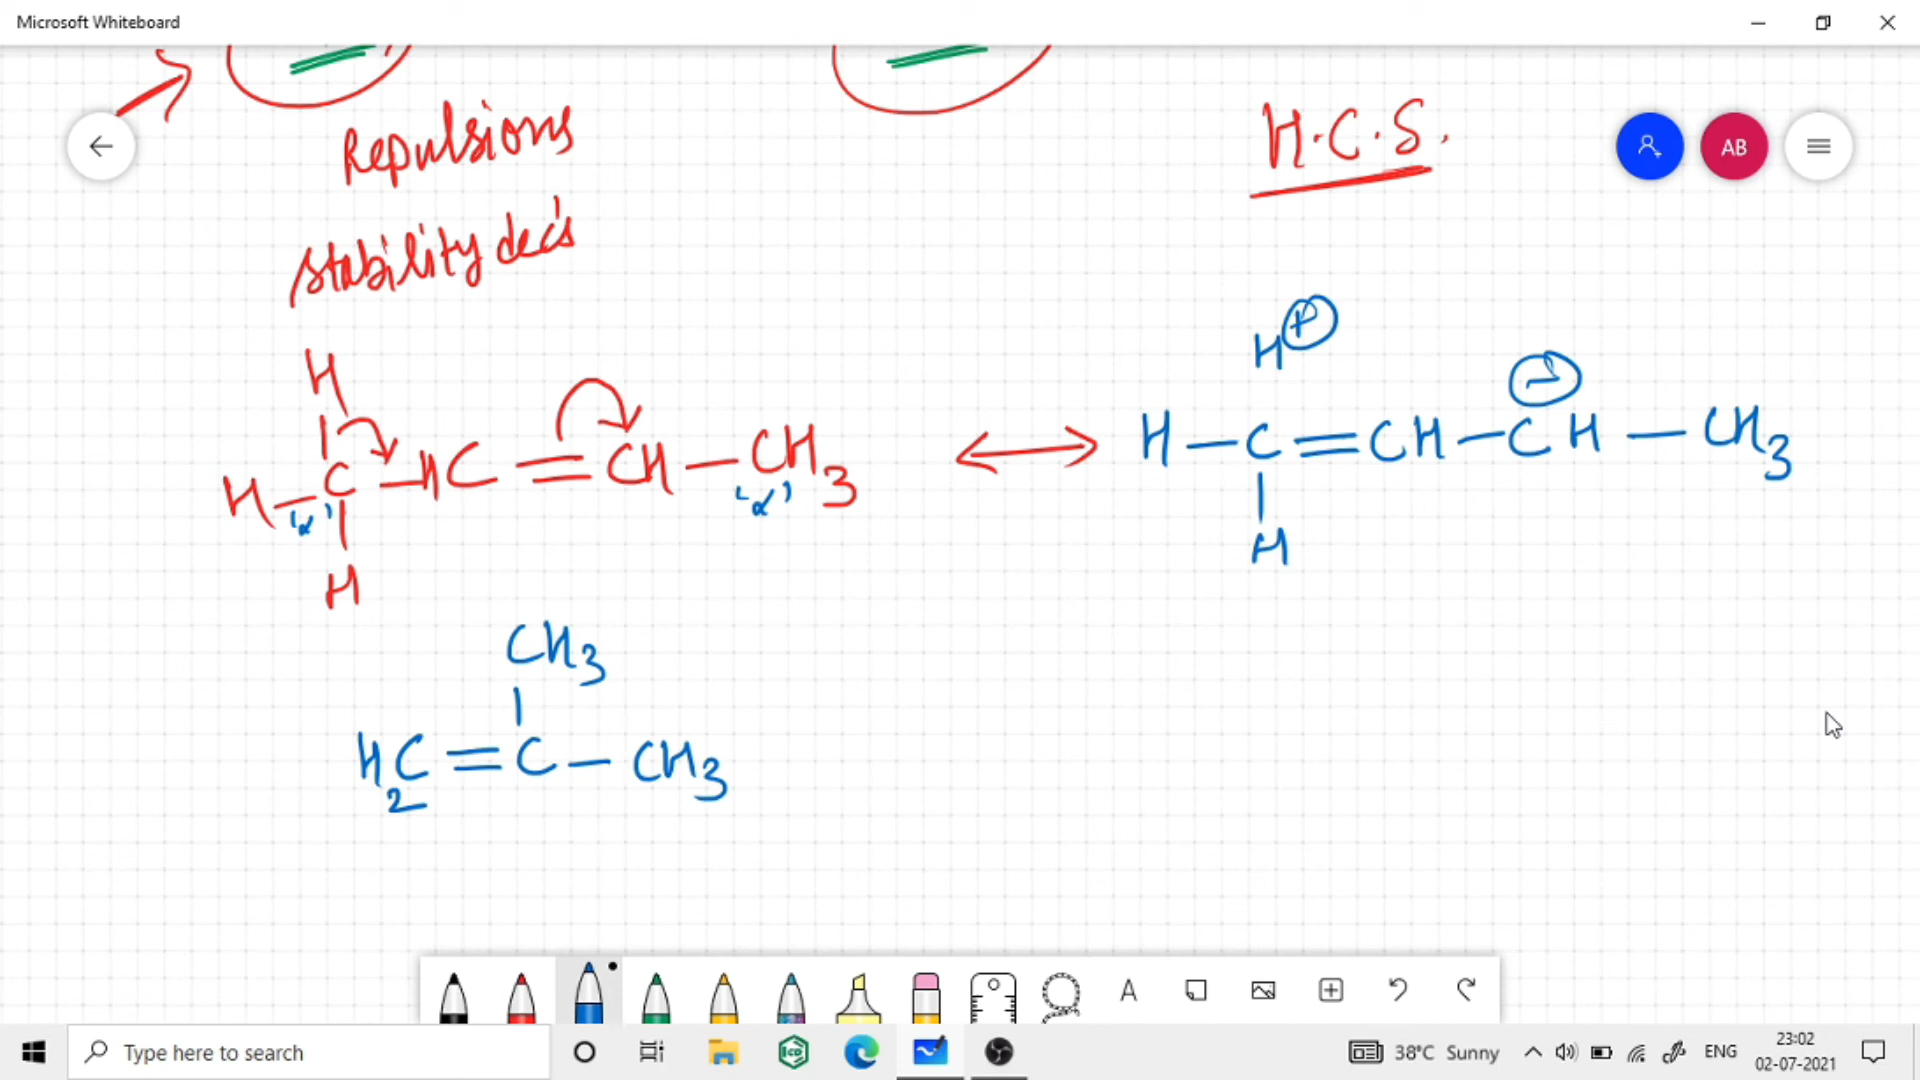 Microsoft Whiteboard
Repulsions
H.C.S.
AB
stability dec's
H
H⊕
H-C-HC=CH-CH3
'α' 'α'
H
⊖
H-C=CH-CH-CH3
H
CH3
H2C=C-CH3
A
Type here to search
38°C Sunny
ENG
23:02
02-07-2021